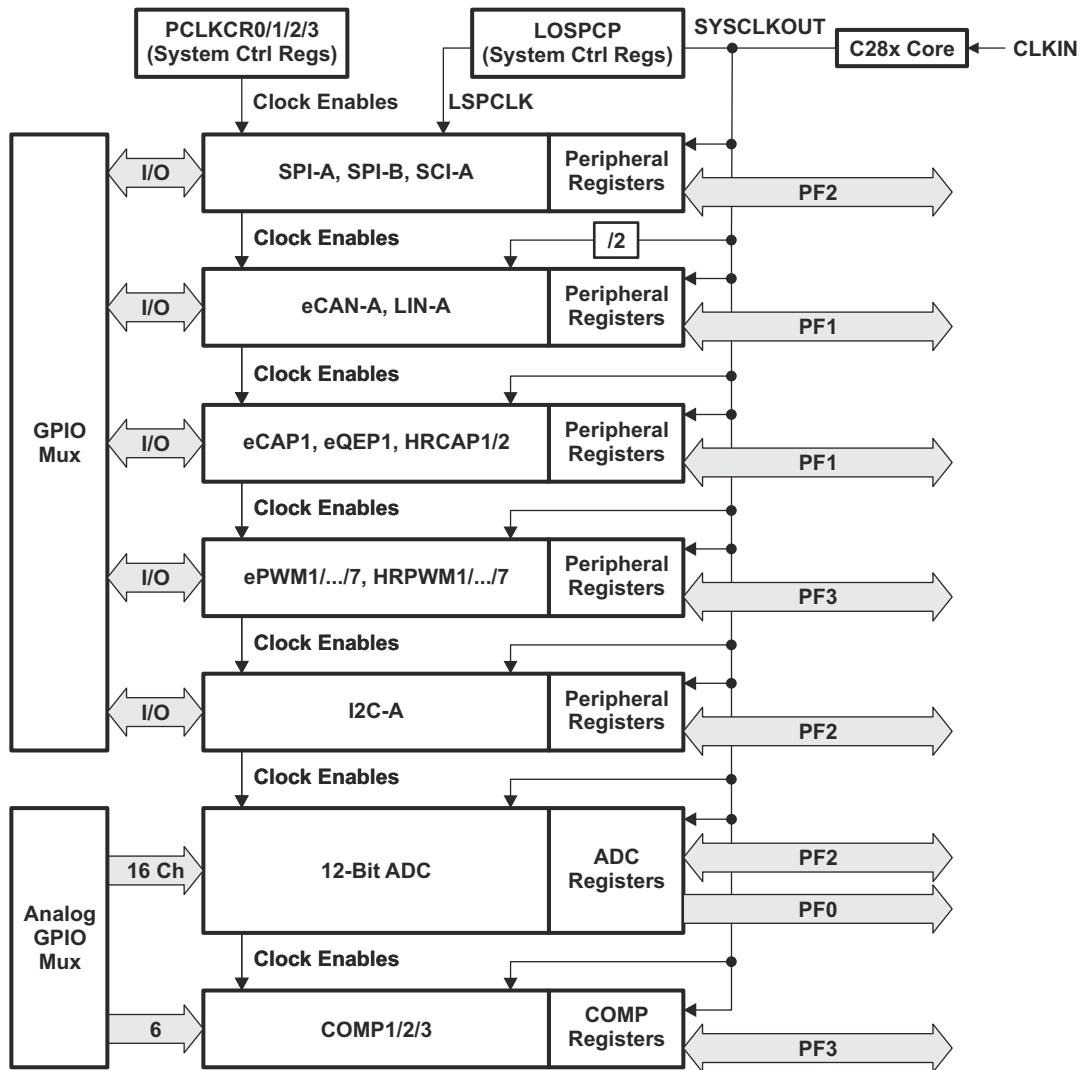 PCLKCR0/1/2/3
(System Ctrl Regs)
LOSPCP
(System Ctrl Regs)
SYSCLKOUT
C28x Core
CLKIN
Clock Enables
LSPCLK
I/O
SPI-A, SPI-B, SCI-A
Peripheral
Registers
PF2
Clock Enables
/2
I/O
eCAN-A, LIN-A
Peripheral
Registers
PF1
Clock Enables
GPIO
Mux
I/O
eCAP1, eQEP1, HRCAP1/2
Peripheral
Registers
PF1
Clock Enables
I/O
ePWM1/.../7, HRPWM1/.../7
Peripheral
Registers
PF3
Clock Enables
I/O
I2C-A
Peripheral
Registers
PF2
Clock Enables
Analog
GPIO
Mux
16 Ch
12-Bit ADC
ADC
Registers
PF2
PF0
Clock Enables
6
COMP1/2/3
COMP
Registers
PF3